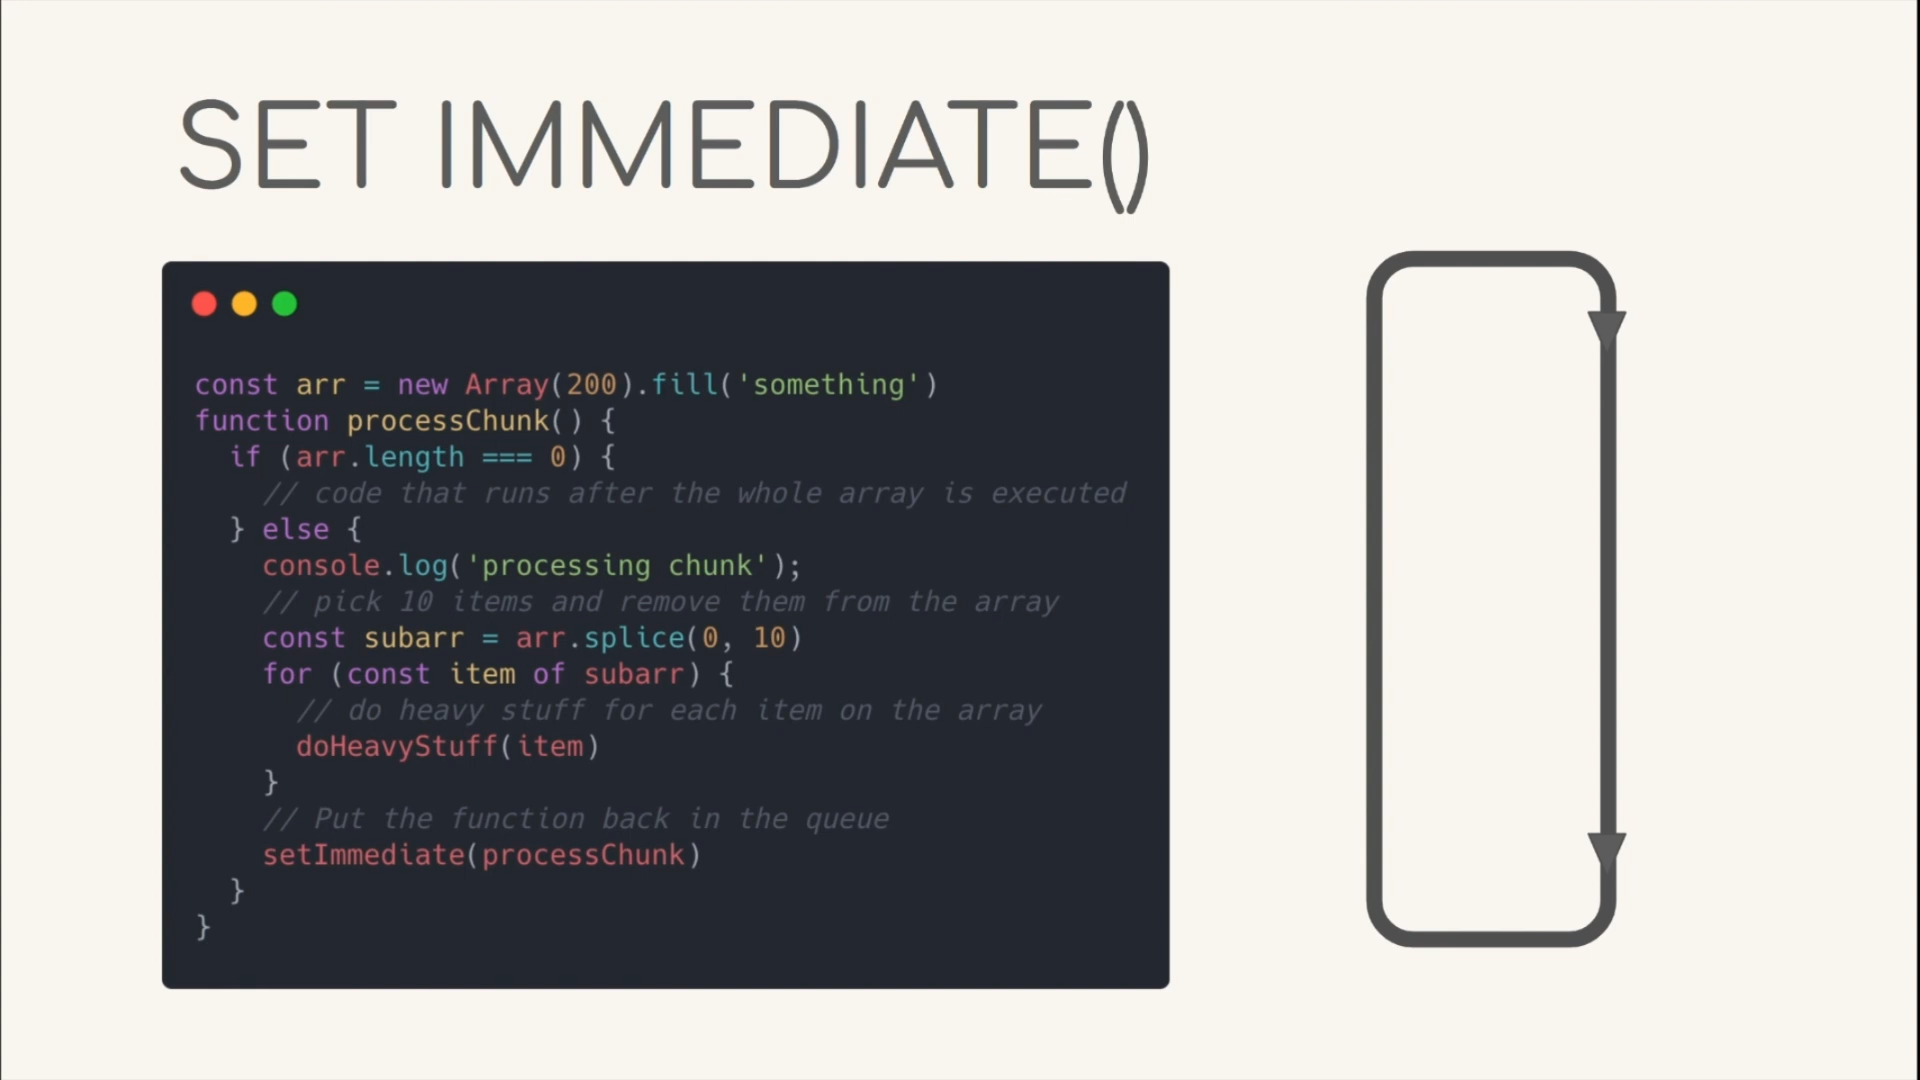 SET IMMEDIATE()
const arr = new Array(200).fill('something')
function processChunk() {
  if (arr.length === 0) {
    // code that runs after the whole array is executed
  } else {
    console.log('processing chunk');
    // pick 10 items and remove them from the array
    const subarr = arr.splice(0, 10)
    for (const item of subarr) {
      // do heavy stuff for each item on the array
      doHeavyStuff(item)
    }
    // Put the function back in the queue
    setImmediate(processChunk)
  }
}